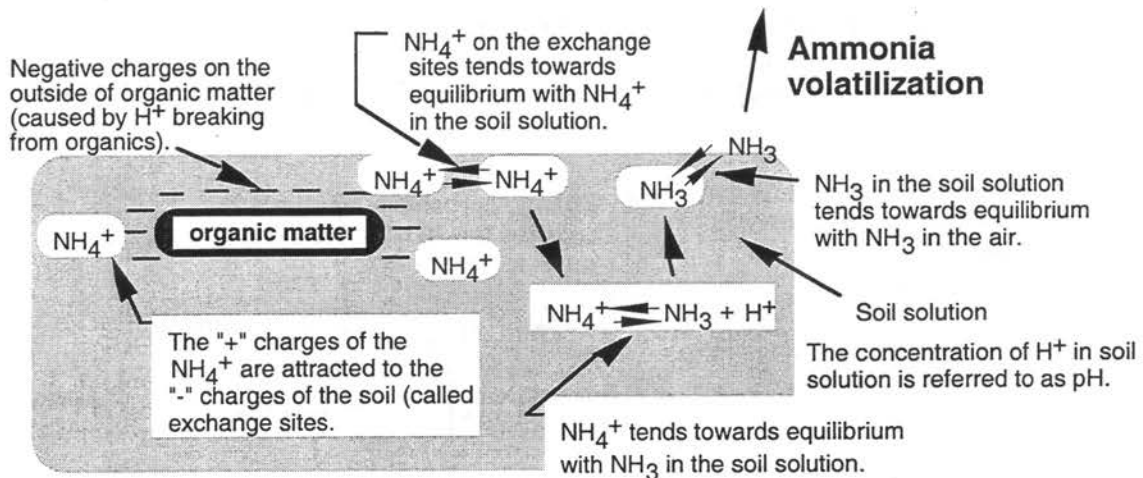 Negative charges on the
outside of organic matter
(caused by H⁺ breaking
from organics).
NH₄⁺ on the exchange
sites tends towards
equilibrium with NH₄⁺
in the soil solution.
Ammonia
volatilization
NH₄⁺
NH₄⁺
NH₃
NH₃
NH₄⁺
organic matter
NH₄⁺
NH₃ in the soil solution
tends towards equilibrium
with NH₃ in the air.
NH₄⁺ NH₃ + H⁺
Soil solution
The "+" charges of the
NH₄⁺ are attracted to the
"-" charges of the soil (called
exchange sites.
The concentration of H⁺ in soil
solution is referred to as pH.
NH₄⁺ tends towards equilibrium
with NH₃ in the soil solution.